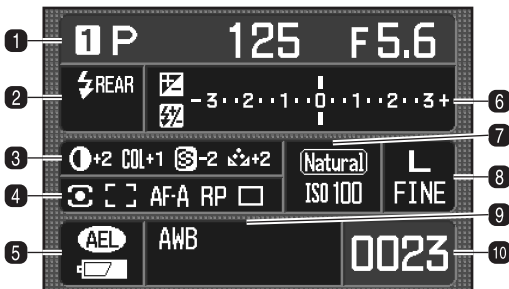 1 1 P 125 F5.6
2 REAR -3··2··1··0··1··2··3+ 6
7
3 +2 COL+1 S-2 +2 Natural L 8
4 AF-A RP ISO 100 FINE
9
5 AEL AWB 0023 10